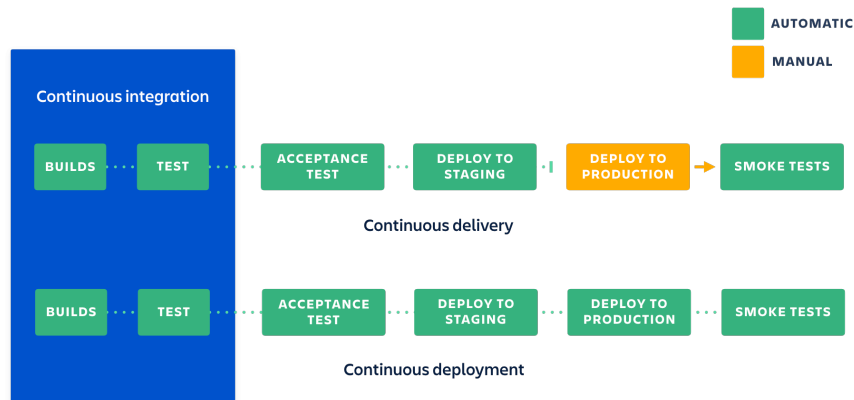 AUTOMATIC
MANUAL
Continuous integration
BUILDS
TEST
ACCEPTANCE
TEST
DEPLOY TO
STAGING
DEPLOY TO
PRODUCTION
SMOKE TESTS
Continuous delivery
BUILDS
TEST
ACCEPTANCE
TEST
DEPLOY TO
STAGING
DEPLOY TO
PRODUCTION
SMOKE TESTS
Continuous deployment